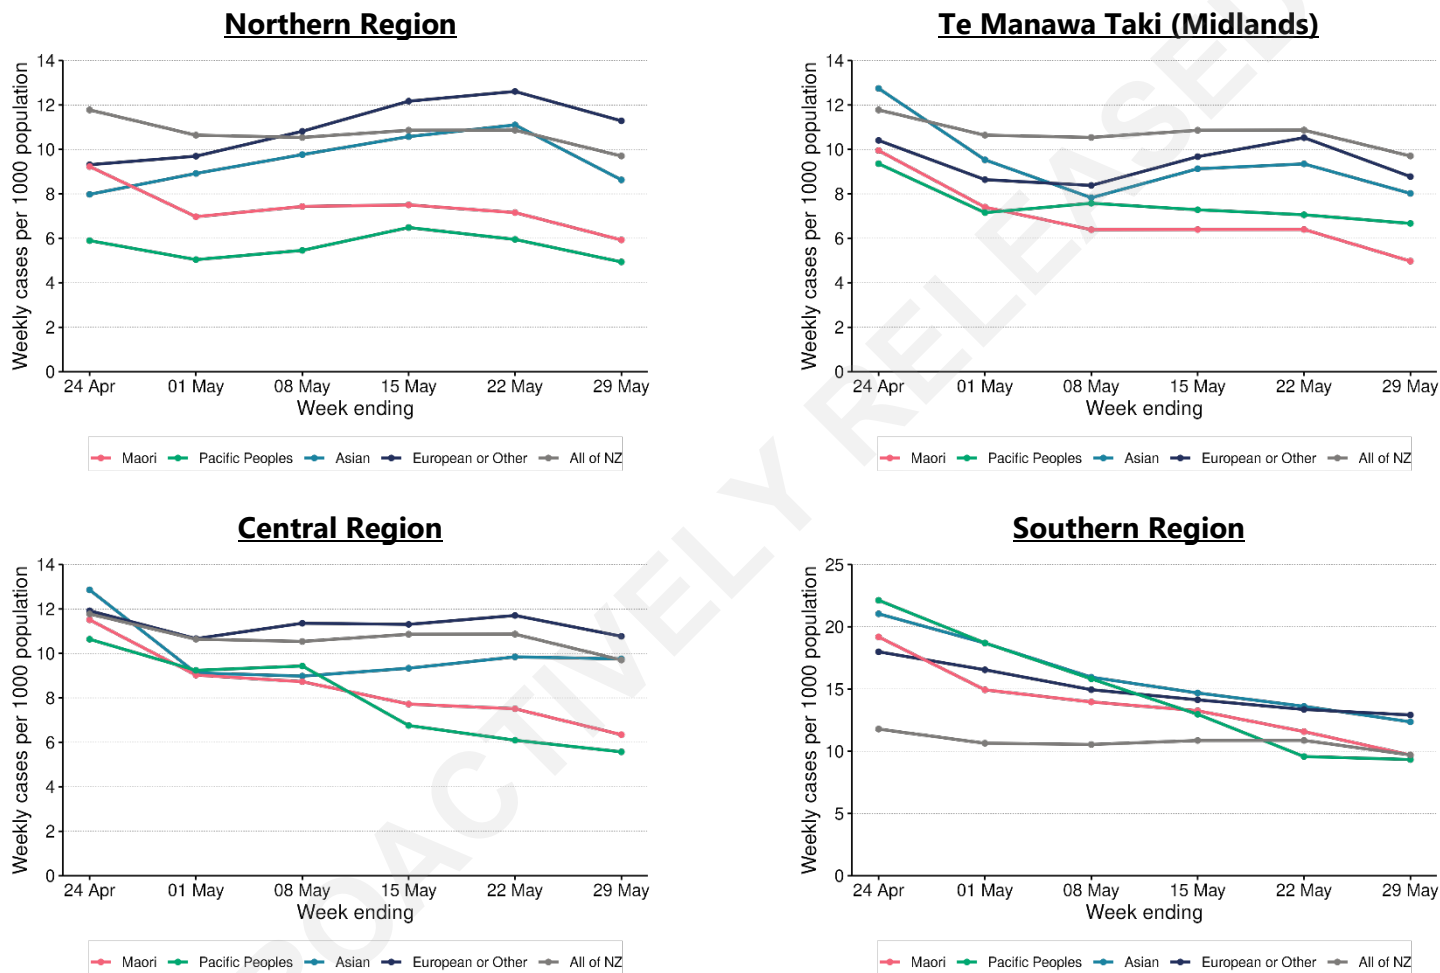 Northern Region
Weekly cases per 1000 population
14
12
10
8
6
4
2
0
24 Apr 01 May 08 May 15 May 22 May 29 May
Week ending
Maori Pacific Peoples Asian European or Other All of NZ
Te Manawa Taki (Midlands)
Weekly cases per 1000 population
14
12
10
8
6
4
2
0
24 Apr 01 May 08 May 15 May 22 May 29 May
Week ending
Maori Pacific Peoples Asian European or Other All of NZ
Central Region
Weekly cases per 1000 population
14
12
10
8
6
4
2
0
24 Apr 01 May 08 May 15 May 22 May 29 May
Week ending
Maori Pacific Peoples Asian European or Other All of NZ
Southern Region
Weekly cases per 1000 population
25
20
15
10
5
0
24 Apr 01 May 08 May 15 May 22 May 29 May
Week ending
Maori Pacific Peoples Asian European or Other All of NZ
ROACTIVELY RELEASED